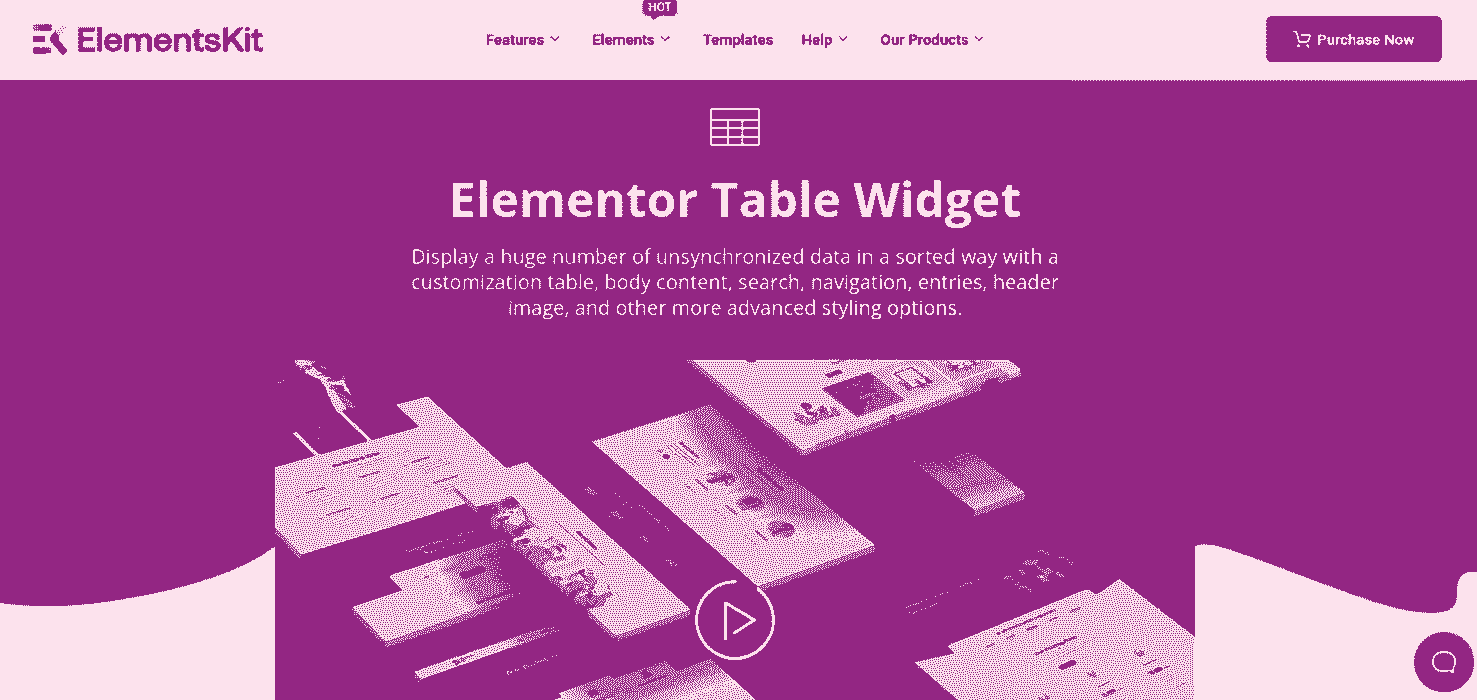 HOT
ElementsKit
Features
Elements
Templates
Help
Our Products
Purchase Now
Elementor Table Widget
Display a huge number of unsynchronized data in a sorted way with a
customization table, body content, search, navigation, entries, header
image, and other more advanced styling options.